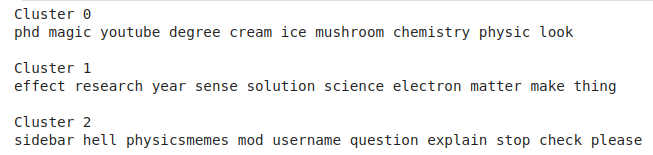 Cluster 0
phd magic youtube degree cream ice mushroom chemistry physic look
Cluster 1
effect research year sense solution science electron matter make thing
Cluster 2
sidebar hell physicsmemes mod username question explain stop check please